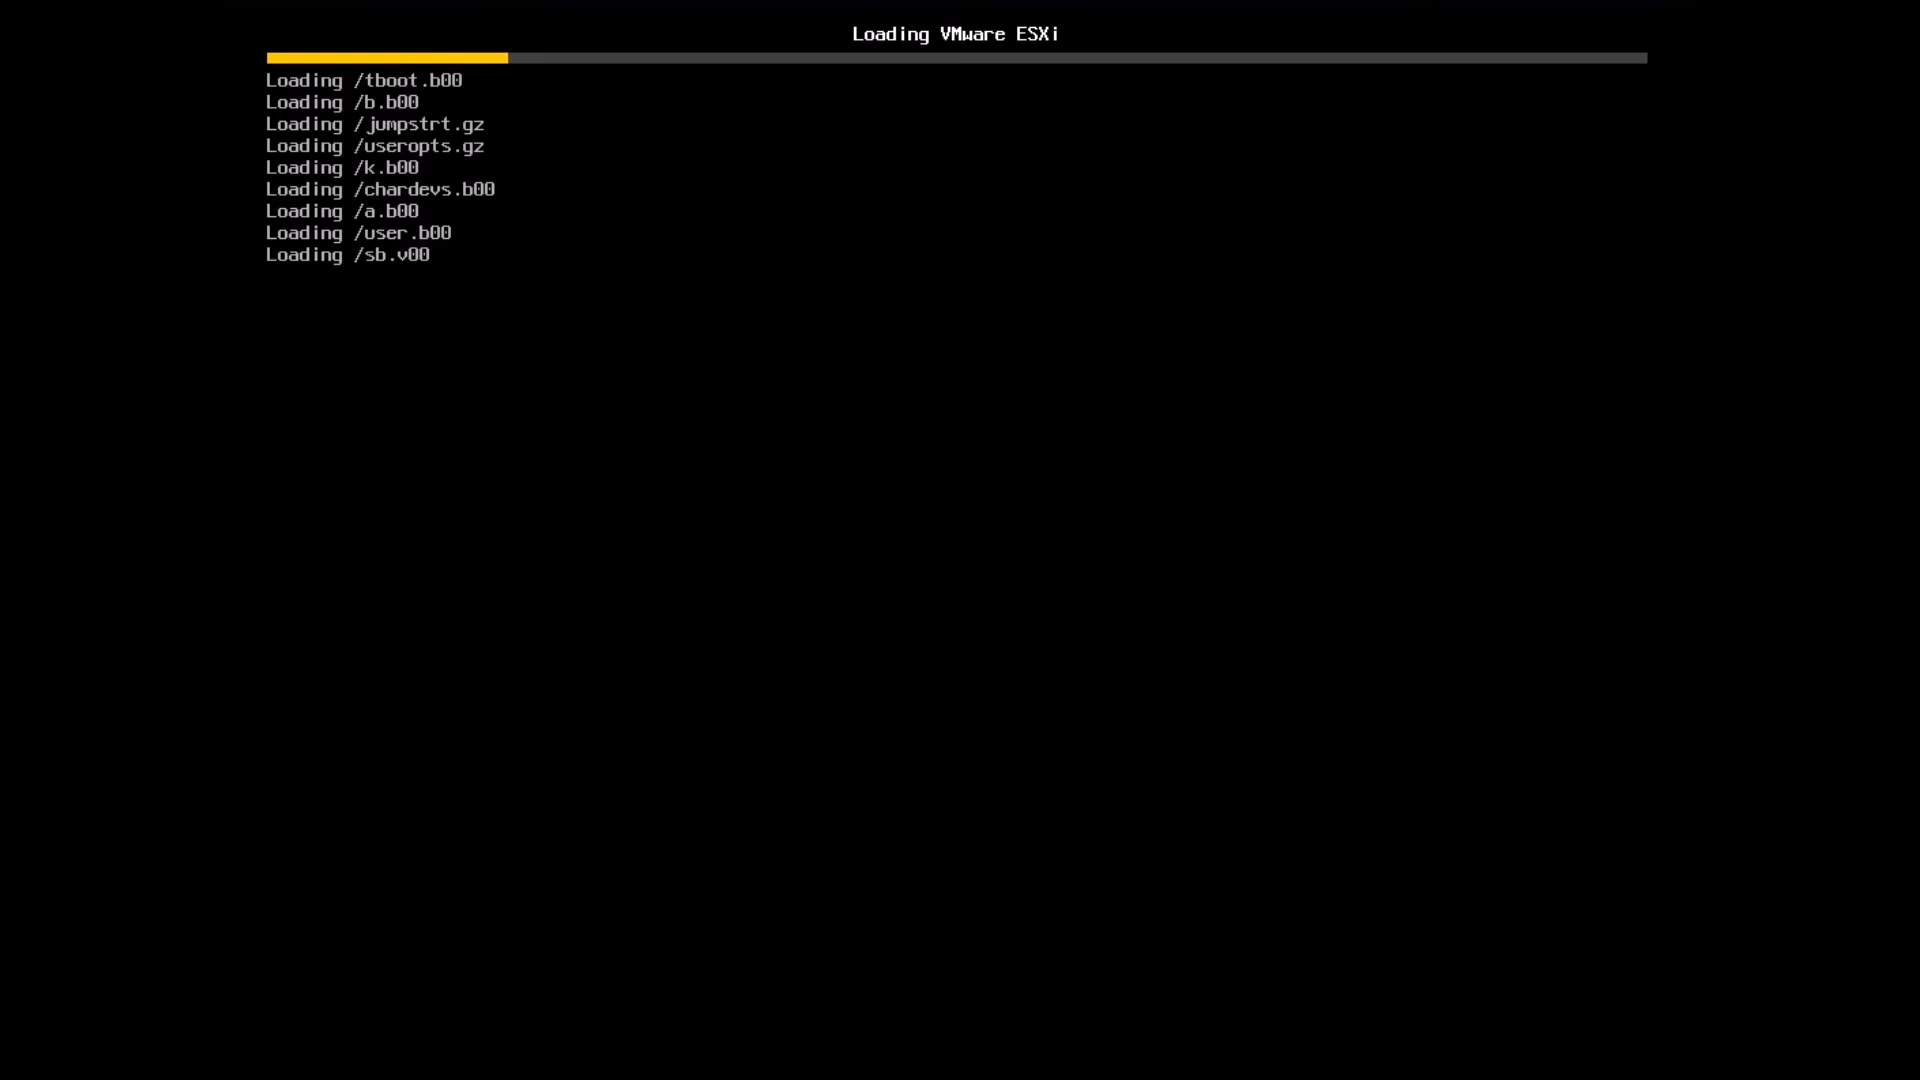 Loading VMware ESXi
Loading /tboot.b00
Loading /b.b00
Loading /jumpstrt.gz
Loading /useropts.gz
Loading /k.b00
Loading /chardevs.b00
Loading /a.b00
Loading /user.b00
Loading /sb.v00